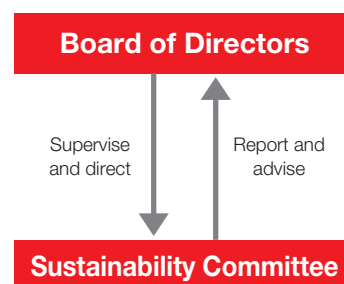 Board of Directors
Supervise
and direct
Report and
advise
Sustainability Committee